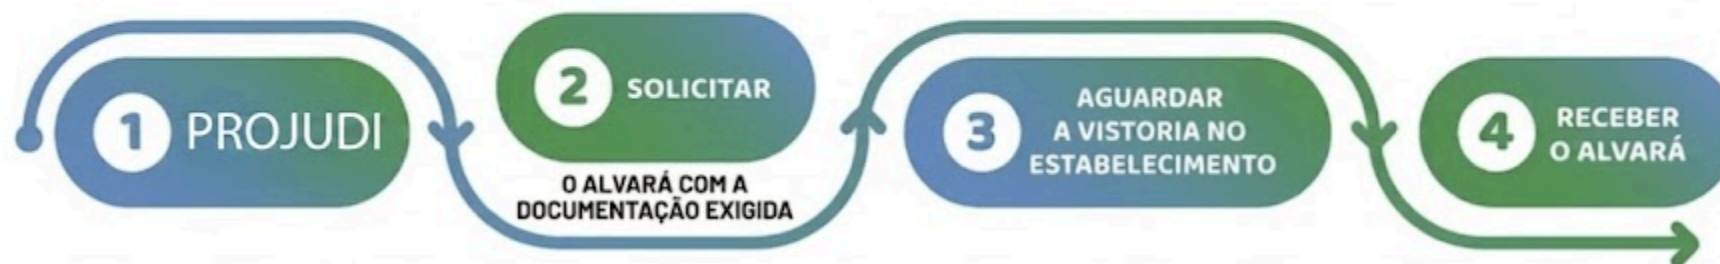 1 PROJUDI
2 SOLICITAR
O ALVARÁ COM A
DOCUMENTAÇÃO EXIGIDA
3 AGUARDAR
A VISTORIA NO
ESTABELECIMENTO
4 RECEBER
O ALVARÁ